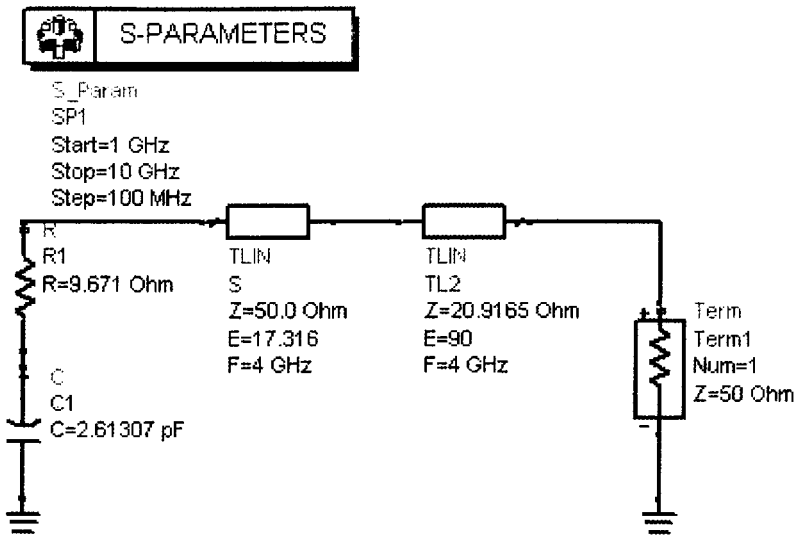 S-PARAMETERS
S_Param
SP1
Start=1 GHz
Stop=10 GHz
Step=100 MHz
R
R1
R=9.671 Ohm
C
C1
C=2.61307 pF
TLIN
S
Z=50.0 Ohm
E=17.316
F=4 GHz
TLIN
TL2
Z=20.9165 Ohm
E=90
F=4 GHz
+
Term
Term1
Num=1
Z=50 Ohm
-